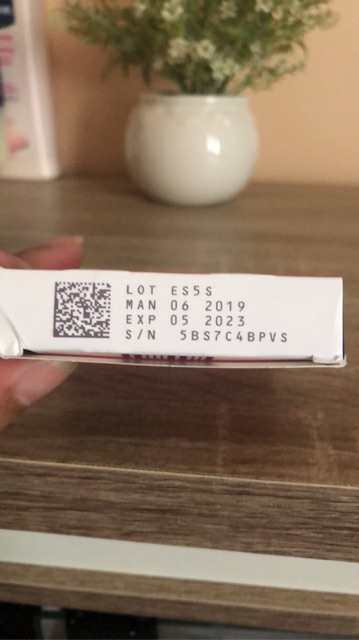 LOT ES5S
MAN 06 2019
EXP 05 2023
S/N 5BS7C4BPVS